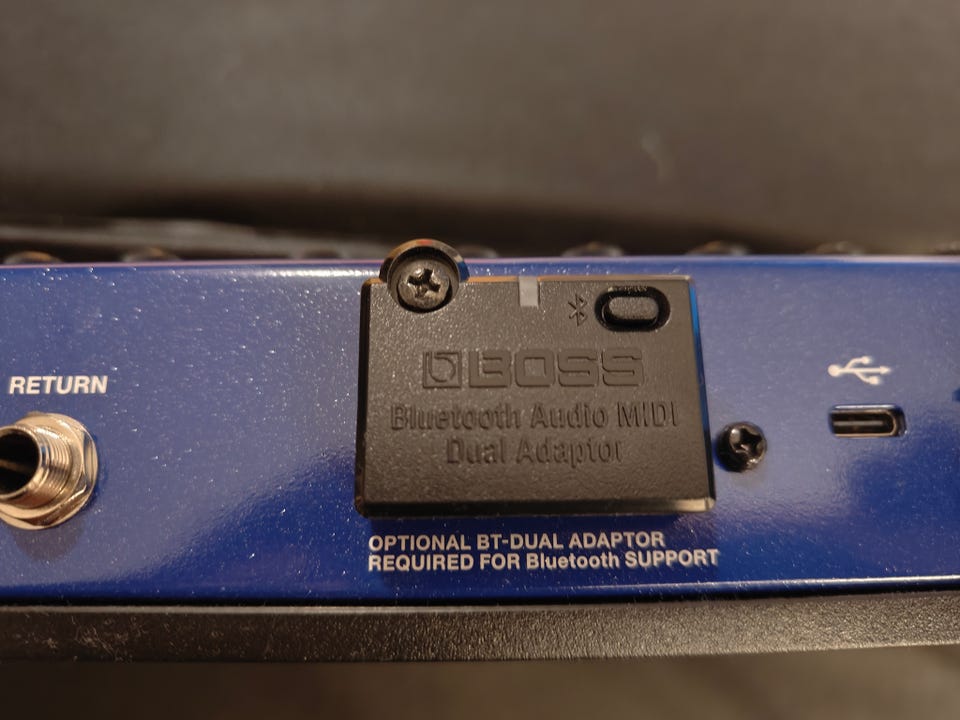 RETURN
BOSS
Bluetooth Audio MIDI
Dual Adaptor
OPTIONAL BT-DUAL ADAPTOR
REQUIRED FOR Bluetooth SUPPORT